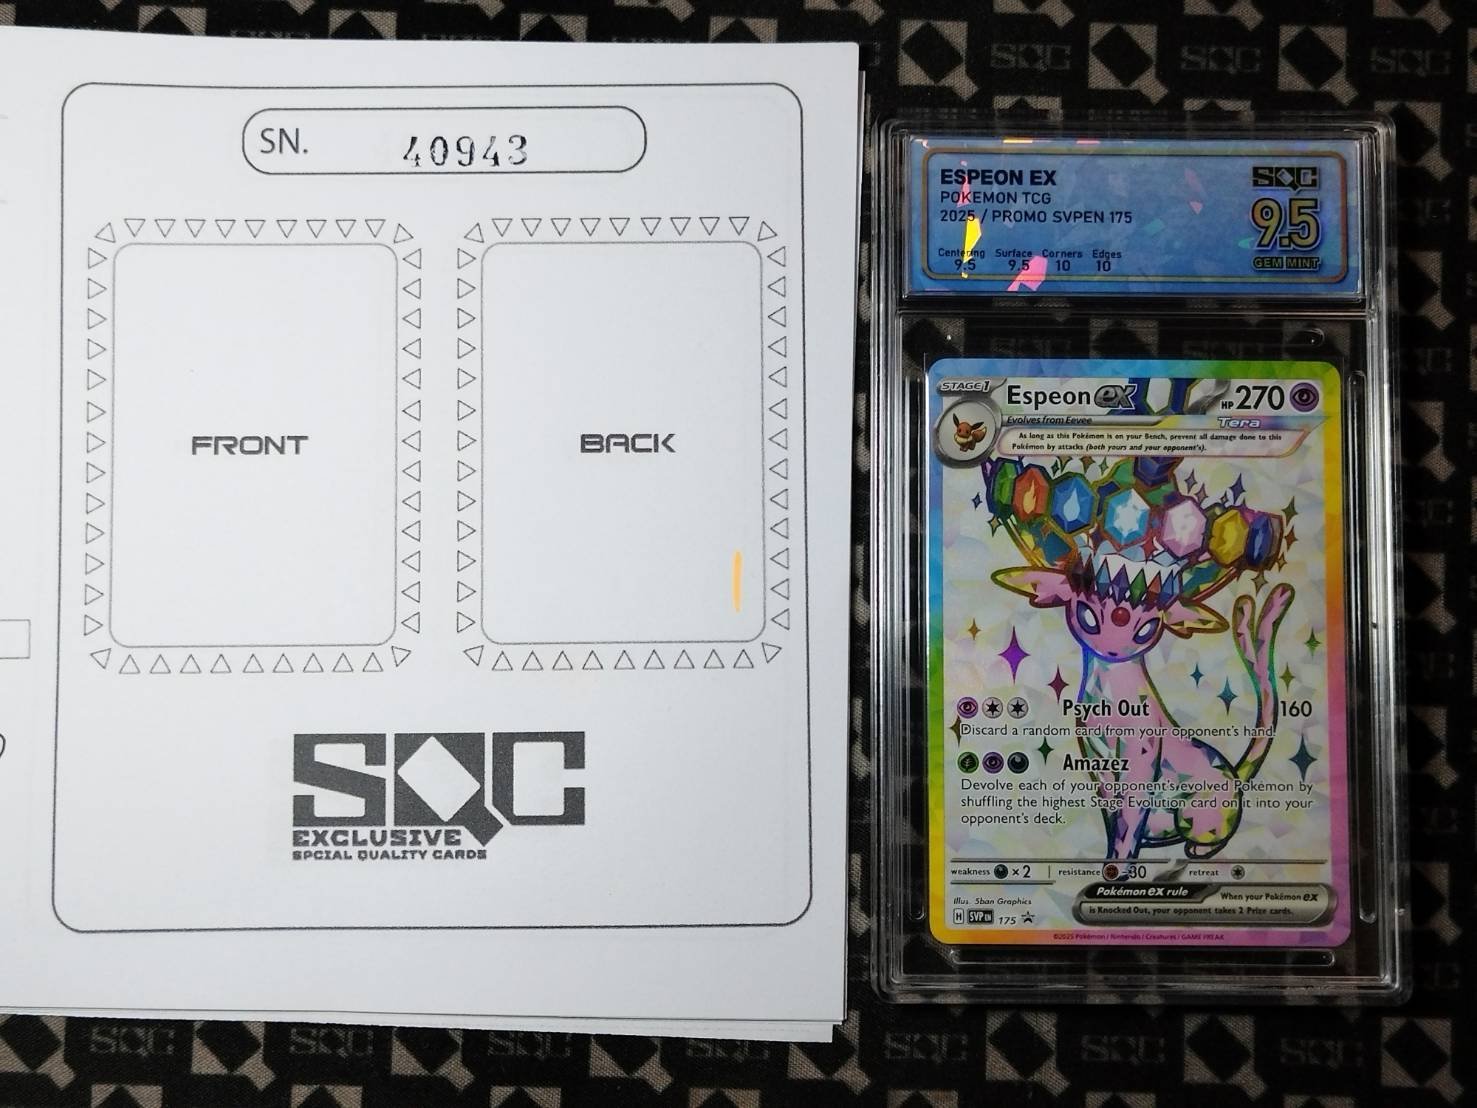 SN. 40943
FRONT
BACK
SQC
EXCLUSIVE
SPCIAL QUALITY CARDS
ESPEON EX
POKEMON TCG
2025 / PROMO SVPEN 175
Centering Surface Corners Edges
9.5 9.5 10 10
SQC
9.5
GEM MINT
STAGE 1
Espeon ex
HP 270
Evolves from Eevee
Tera
As long as this Pokémon is on your Bench, prevent all damage done to this
Pokémon by attacks (both yours and your opponent's).
Psych Out 160
Discard a random card from your opponent's hand.
Amazez
Devolve each of your opponent's evolved Pokémon by
shuffling the highest Stage Evolution card on it into your
opponent's deck.
weakness ×2 resistance -30 retreat
Pokémon ex rule
When your Pokémon ex
is Knocked Out, your opponent takes 2 Prize cards.
Illus. 5ban Graphics
H SVP EN 175
©2025 Pokémon / Nintendo / Creatures / GAME FREAK